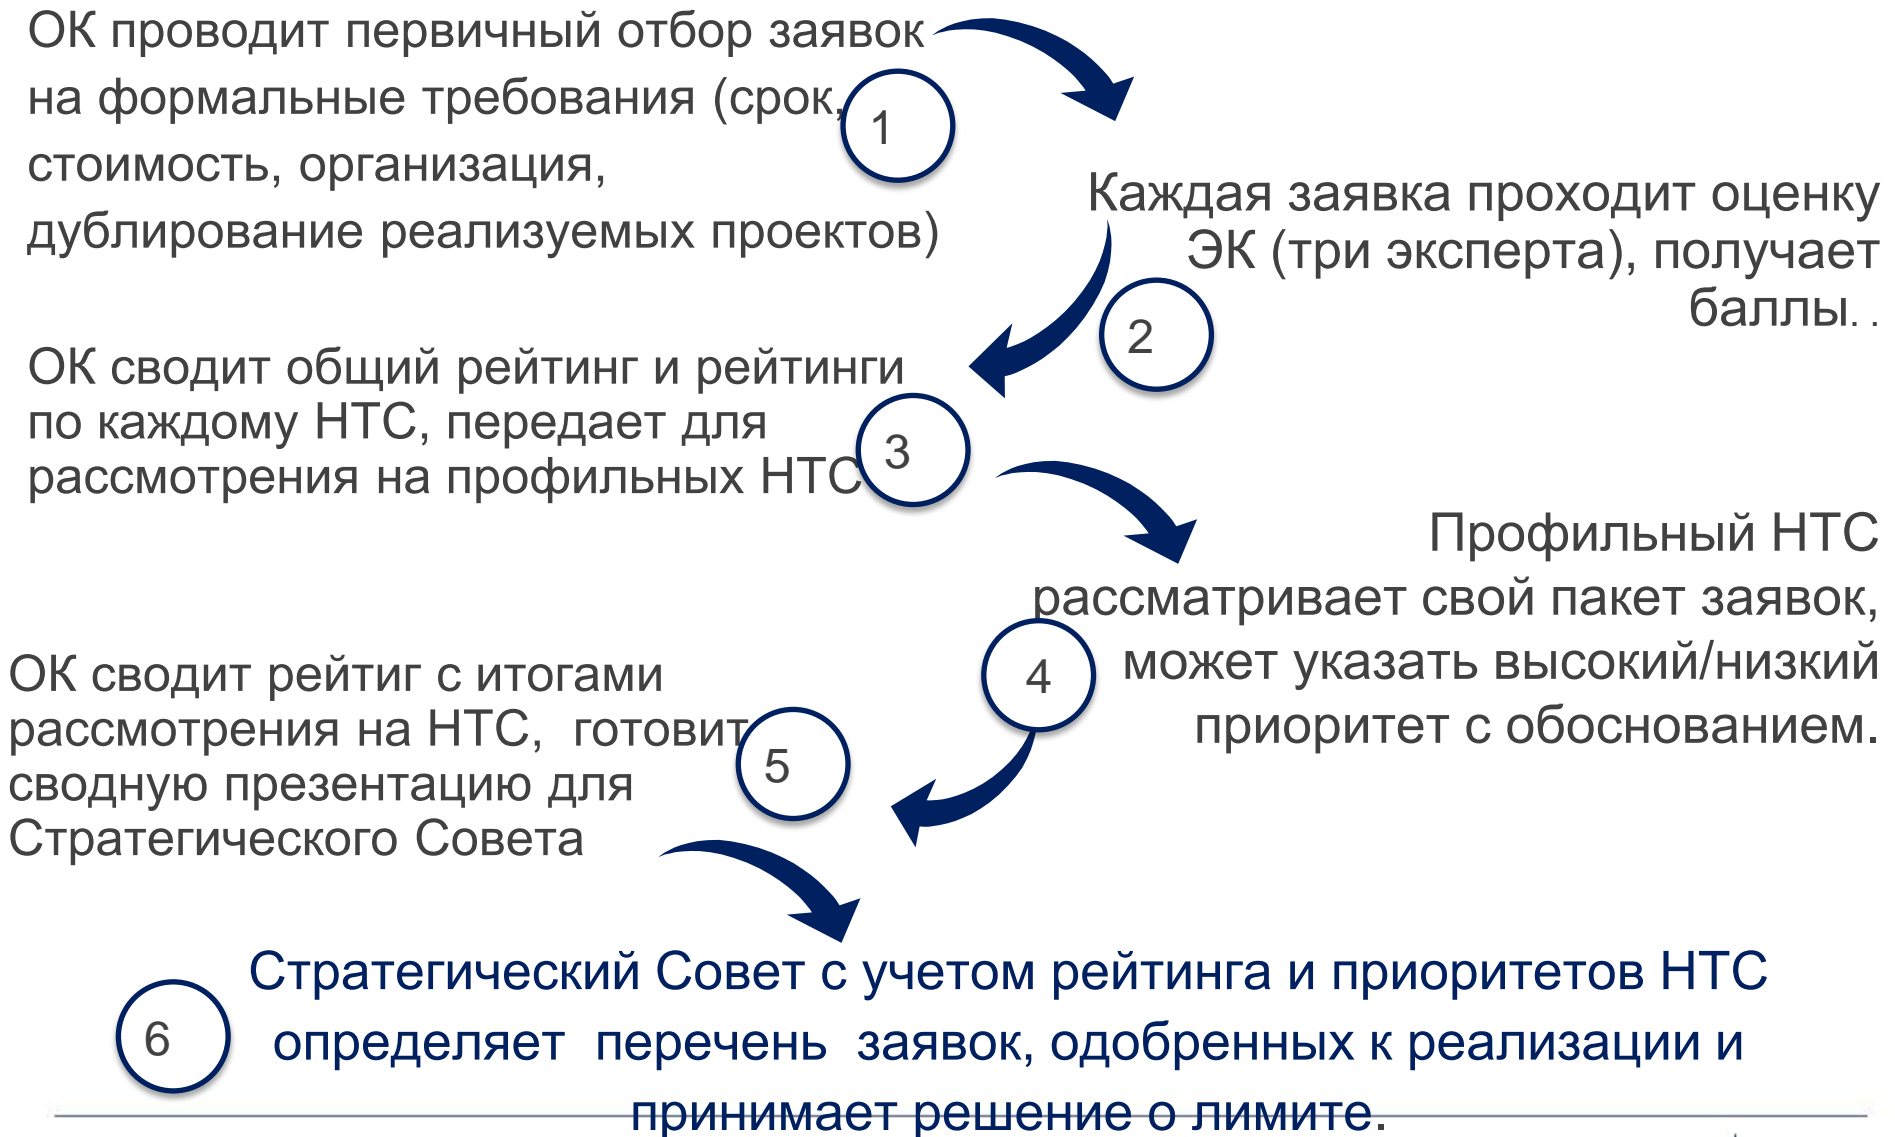 ОК проводит первичный отбор заявок
на формальные требования (срок,
стоимость, организация,
дублирование реализуемых проектов)
1
Каждая заявка проходит оценку
ЭК (три эксперта), получает
баллы. .
2
ОК сводит общий рейтинг и рейтинги
по каждому НТС, передает для
рассмотрения на профильных НТС
3
Профильный НТС
рассматривает свой пакет заявок,
может указать высокий/низкий
приоритет с обоснованием.
4
ОК сводит рейтиг с итогами
рассмотрения на НТС,  готовит
сводную презентацию для
Стратегического Совета
5
Стратегический Совет с учетом рейтинга и приоритетов НТС
определяет  перечень  заявок, одобренных к реализации и
принимает решение о лимите.
6